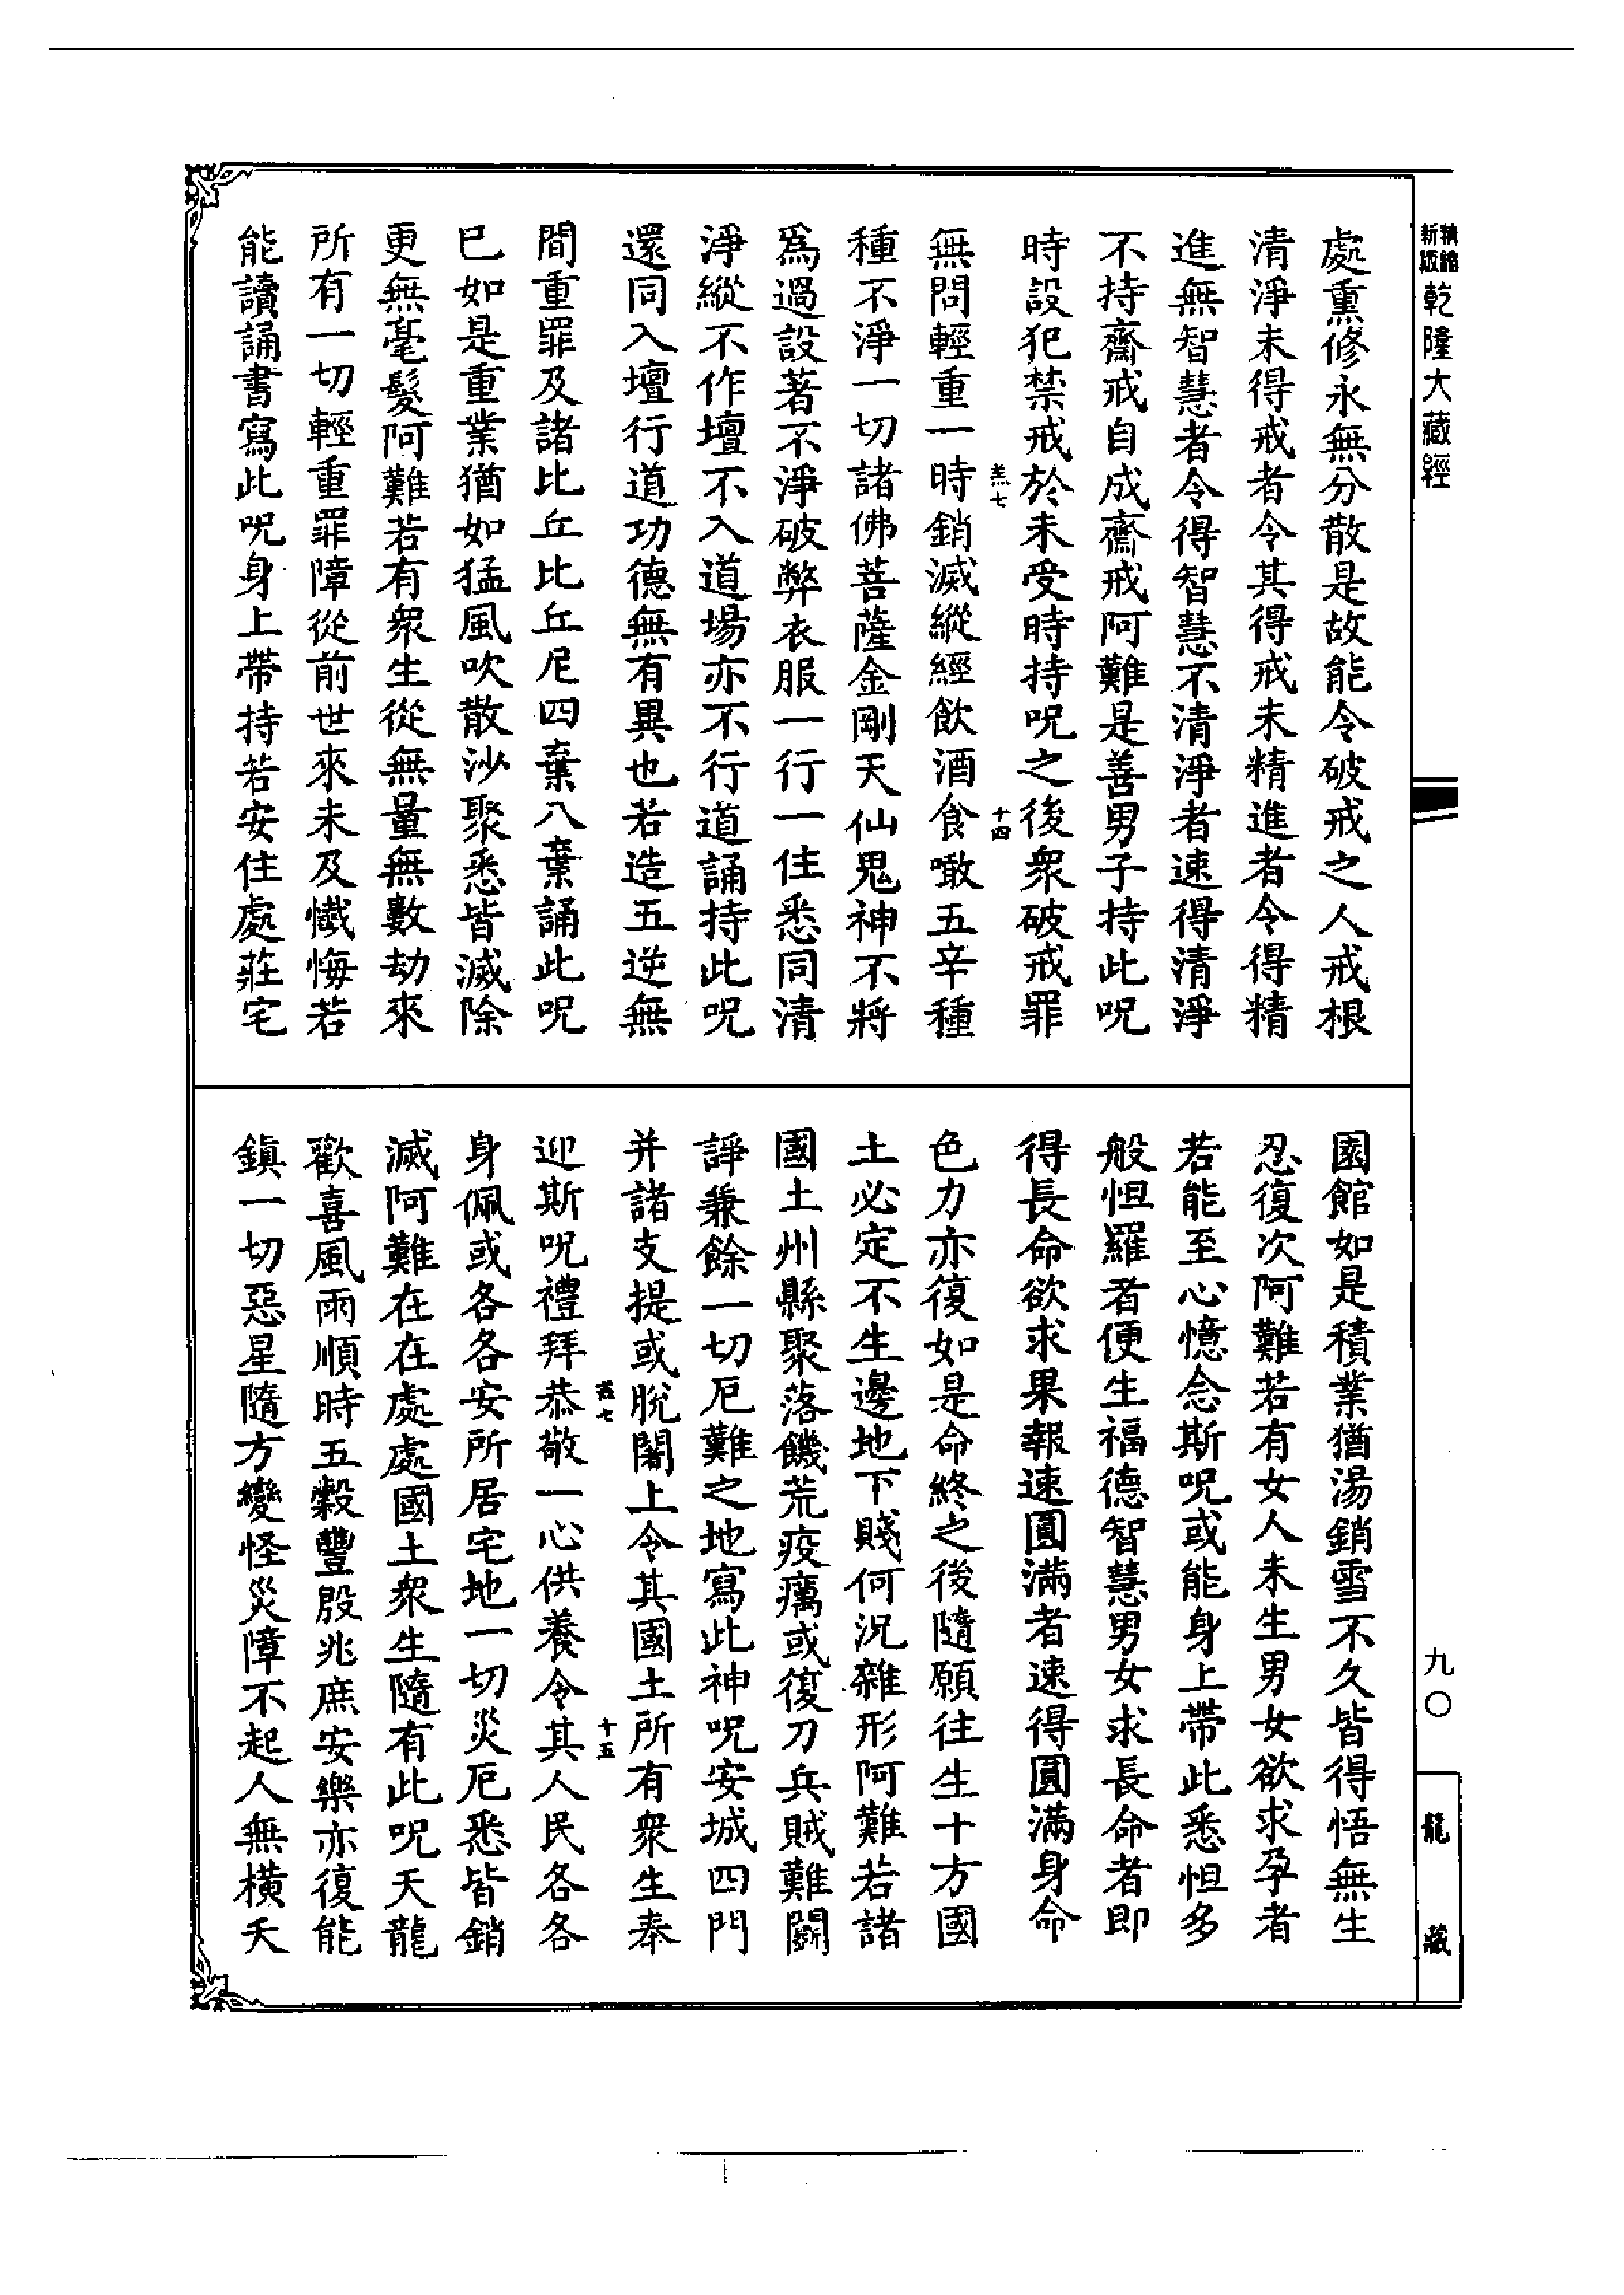 精縮新版乾隆大藏經
處熏修永無分散是故能令破戒之人戒根
清淨未得戒者令其得戒未精進者令得精
進無智慧者令得智慧不清淨者速得清淨
不持齋戒自成齋戒阿難是善男子持此呪
時設犯禁戒於未受時持呪之後衆破戒罪
羔七 十四
無問輕重一時銷滅縱經飲酒食噉五辛種
種不淨一切諸佛菩薩金剛天仙鬼神不將
爲過設著不淨破弊衣服一行一住悉同清
淨縱不作壇不入道場亦不行道誦持此呪
還同入壇行道功德無有異也若造五逆無
間重罪及諸比丘比丘尼四棄八棄誦此呪
已如是重業猶如猛風吹散沙聚悉皆滅除
更無毫髮阿難若有衆生從無量無數劫來
所有一切輕重罪障從前世來未及懺悔若
能讀誦書寫此呪身上帶持若安住處莊宅
園館如是積業猶湯銷雪不久皆得悟無生
忍復次阿難若有女人未生男女欲求孕者
若能至心憶念斯呪或能身上帶此悉怛多
般怛羅者便生福德智慧男女求長命者即
得長命欲求果報速圓滿者速得圓滿身命
色力亦復如是命終之後隨願往生十方國
土必定不生邊地下賤何況雜形阿難若諸
國土州縣聚落饑荒疫癘或復刀兵賊難鬬
諍兼餘一切厄難之地寫此神呪安城四門
并諸支提或脫闍上令其國土所有衆生奉
羔七 十五
迎斯呪禮拜恭敬一心供養令其人民各各
身佩或各各安所居宅地一切災厄悉皆銷
滅阿難在在處處國土衆生隨有此呪天龍
歡喜風雨順時五糓豐殷兆庶安樂亦復能
鎮一切惡星隨方變怪災障不起人無橫夭
九〇
龍藏